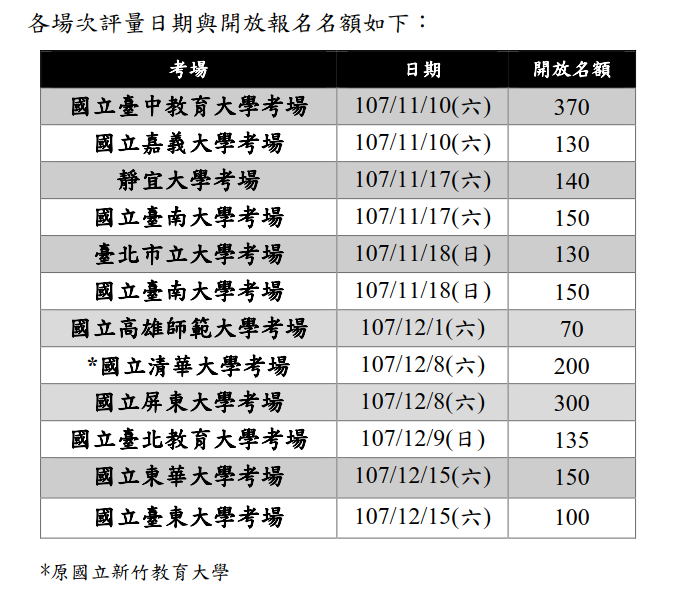 各場次評量日期與開放報名名額如下：
考場 日期 開放名額
國立臺中教育大學考場 107/11/10(六) 370
國立嘉義大學考場 107/11/10(六) 130
靜宜大學考場 107/11/17(六) 140
國立臺南大學考場 107/11/17(六) 150
臺北市立大學考場 107/11/18(日) 130
國立臺南大學考場 107/11/18(日) 150
國立高雄師範大學考場 107/12/1(六) 70
*國立清華大學考場 107/12/8(六) 200
國立屏東大學考場 107/12/8(六) 300
國立臺北教育大學考場 107/12/9(日) 135
國立東華大學考場 107/12/15(六) 150
國立臺東大學考場 107/12/15(六) 100
*原國立新竹教育大學